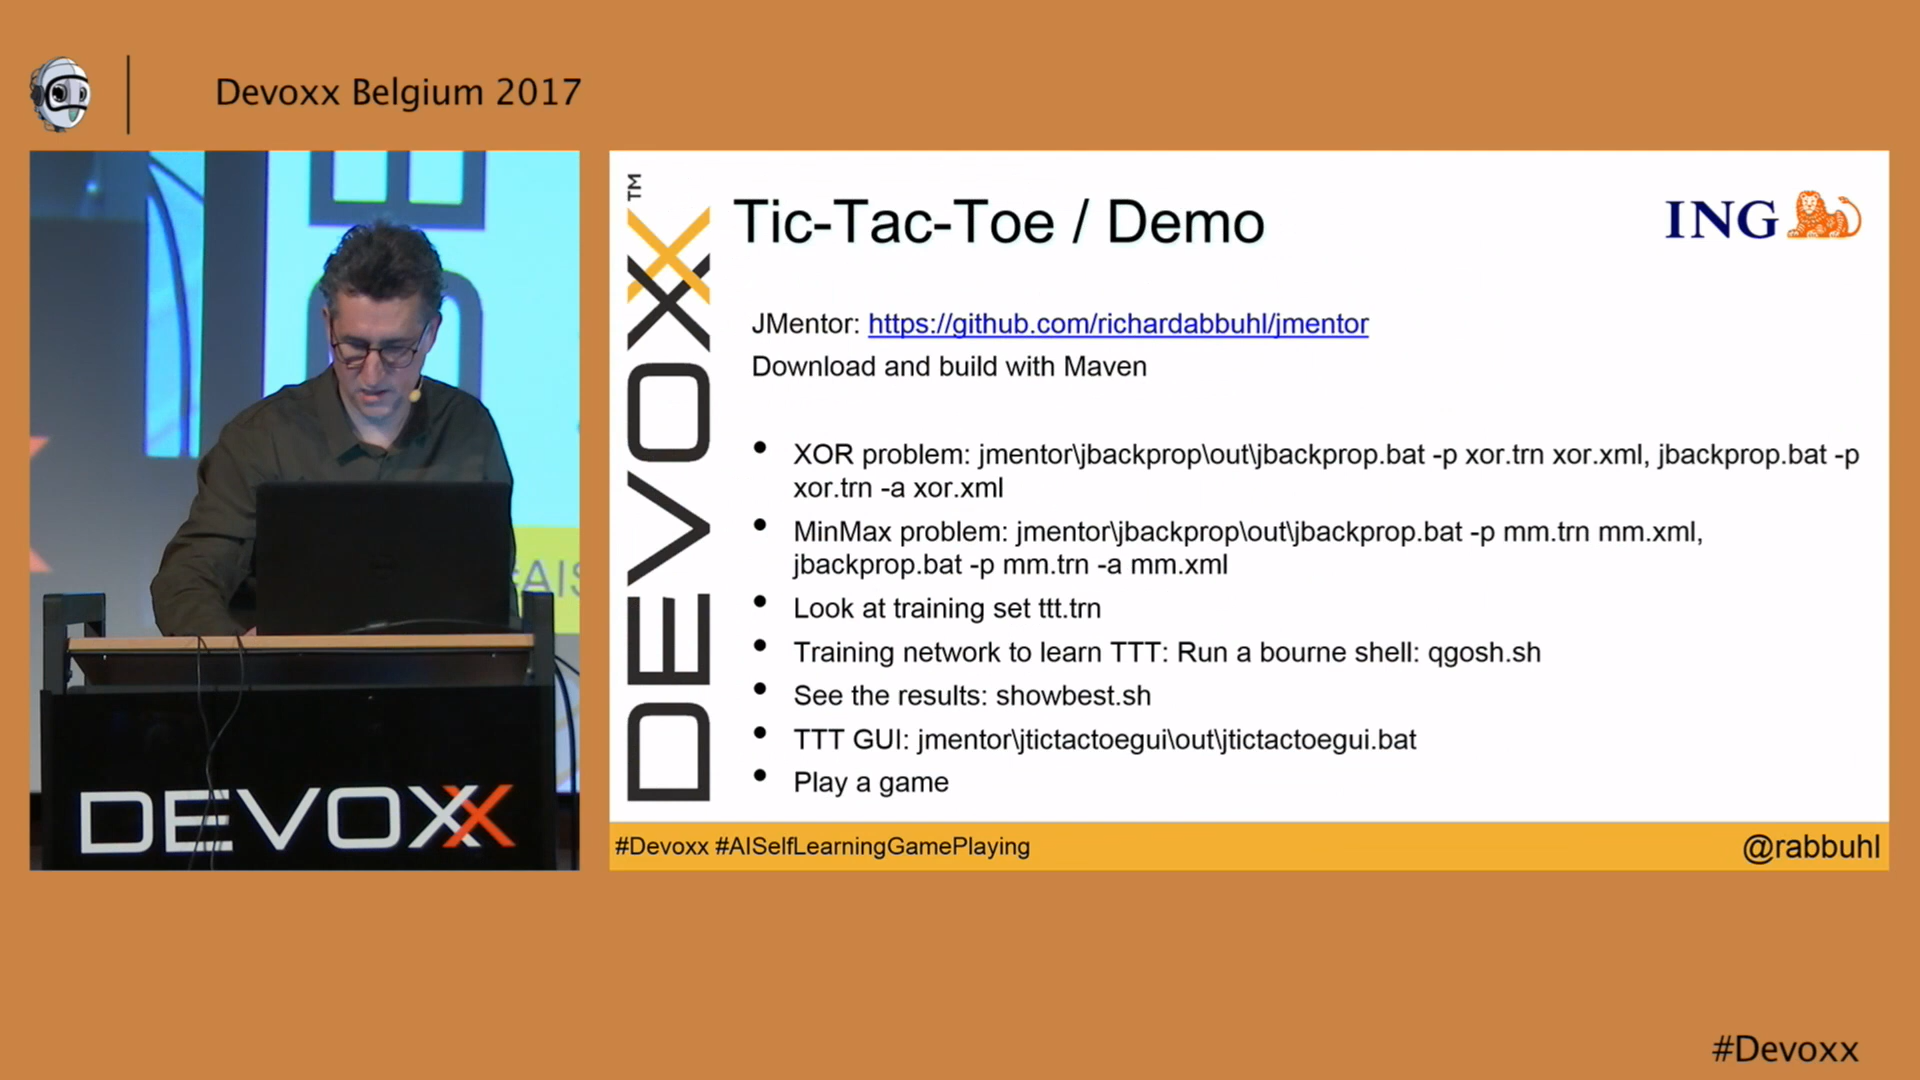 Devoxx Belgium 2017
DEVOXX™
Tic-Tac-Toe / Demo
ING
JMentor: https://github.com/richardabbuhl/jmentor
Download and build with Maven
• XOR problem: jmentor\jbackprop\out\jbackprop.bat -p xor.trn xor.xml, jbackprop.bat -p
xor.trn -a xor.xml
• MinMax problem: jmentor\jbackprop\out\jbackprop.bat -p mm.trn mm.xml,
jbackprop.bat -p mm.trn -a mm.xml
• Look at training set ttt.trn
• Training network to learn TTT: Run a bourne shell: qgosh.sh
• See the results: showbest.sh
• TTT GUI: jmentor\jtictactoegui\out\jtictactoegui.bat
• Play a game
#Devoxx #AISelfLearningGamePlaying
@rabbuhl
DEVOXX
#Devoxx